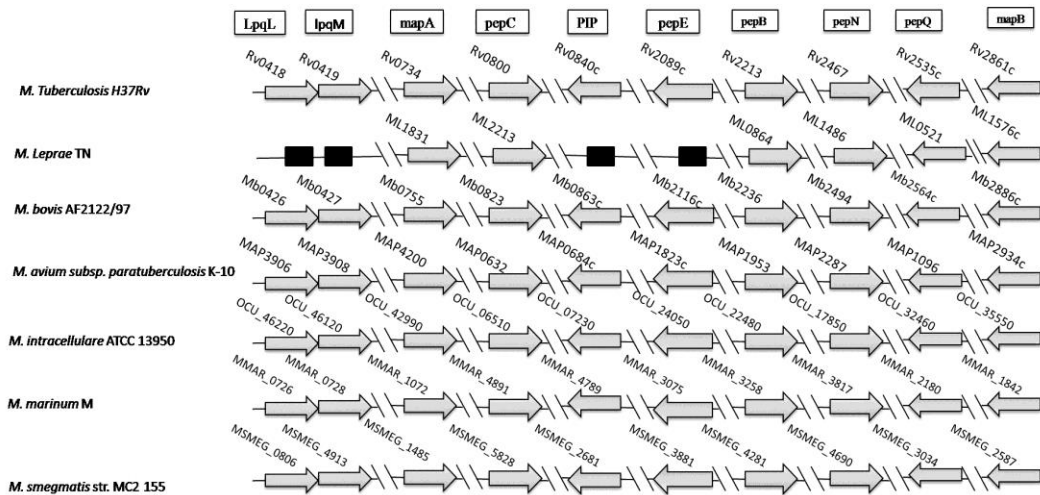 LpqL lpqM mapA pepC PIP pepE pepB pepN pepQ mapB
Rv0418 Rv0419 Rv0734 Rv0800 Rv0840c Rv2089c Rv2213 Rv2467 Rv2535c Rv2861c
M. Tuberculosis H37Rv
ML1831 ML2213 ML0864 ML1486 ML0521 ML1576c
M. Leprae TN
Mb0426 Mb0427 Mb0755 Mb0823 Mb0863c Mb2116c Mb2236 Mb2494 Mb2564c Mb2886c
M. bovis AF2122/97
MAP3906 MAP3908 MAP4200 MAP0632 MAP0684c MAP1823c MAP1953 MAP2287 MAP1096 MAP2934c
M. avium subsp. paratuberculosis K-10
OCU_46220 OCU_46120 OCU_42990 OCU_06510 OCU_07230 OCU_24050 OCU_22480 OCU_17850 OCU_32460 OCU_35550
M. intracellulare ATCC 13950
MMAR_0726 MMAR_0728 MMAR_1072 MMAR_4891 MMAR_4789 MMAR_3075 MMAR_3258 MMAR_3817 MMAR_2180 MMAR_1842
M. marinum M
MSMEG_0806 MSMEG_4913 MSMEG_1485 MSMEG_5828 MSMEG_2681 MSMEG_3881 MSMEG_4281 MSMEG_4690 MSMEG_3034 MSMEG_2587
M. smegmatis str. MC2 155